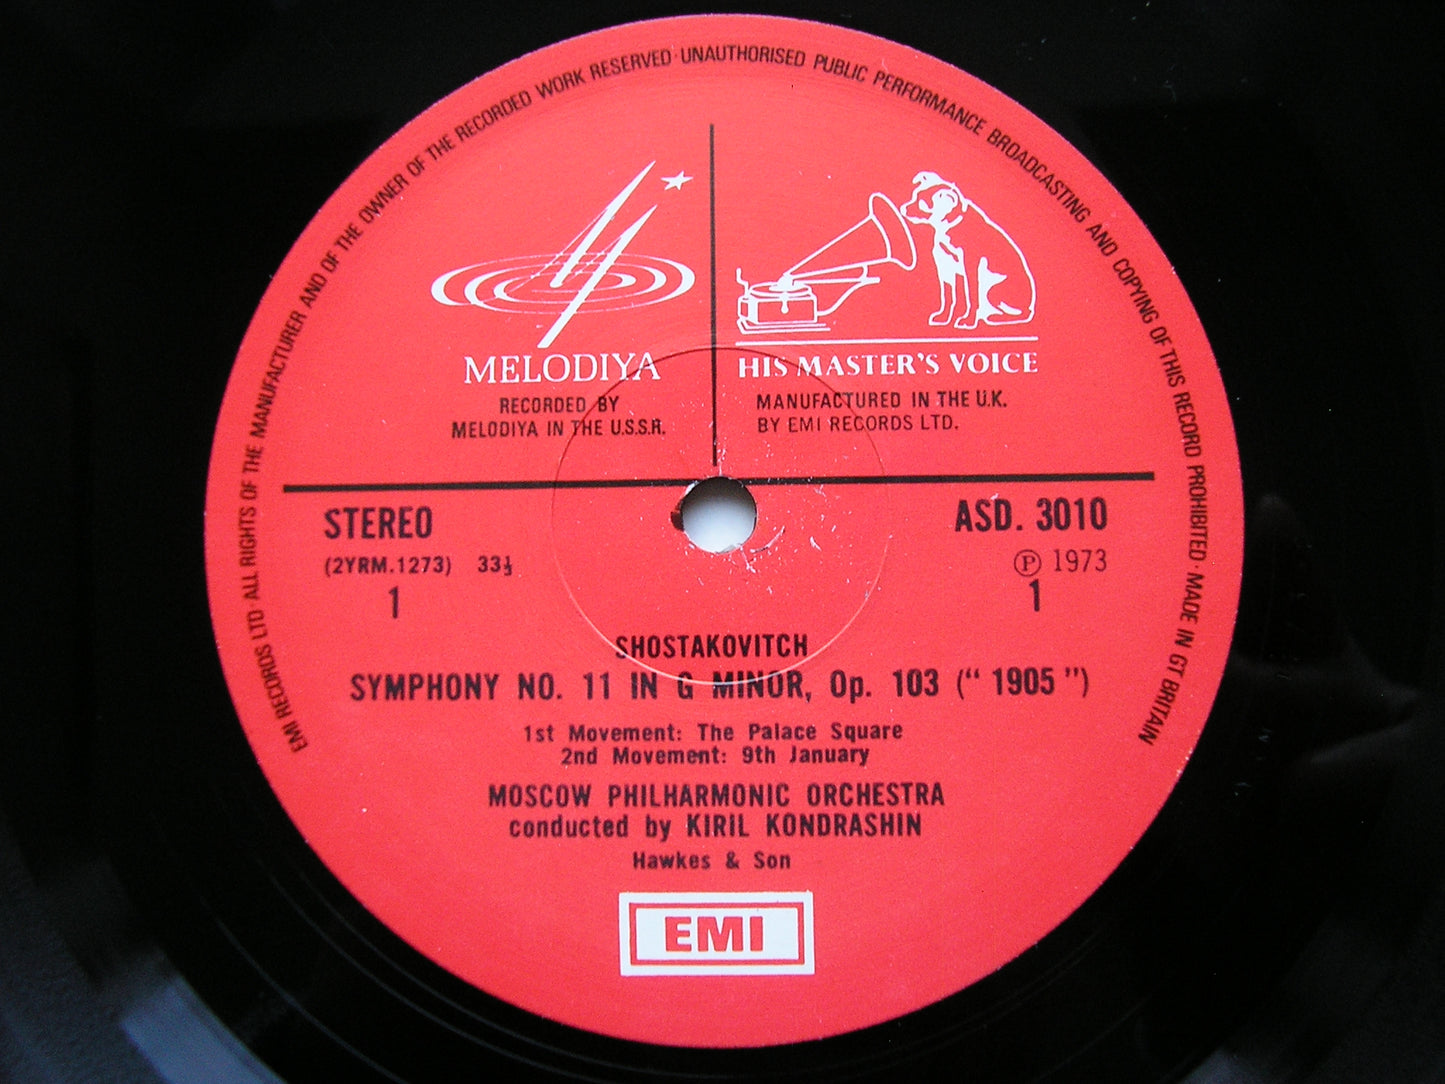 EMI RECORDS LTD · ALL RIGHTS OF THE MANUFACTURER AND OF THE OWNER OF THE RECORDED WORK RESERVED · UNAUTHORISED PUBLIC PERFORMANCE BROADCASTING AND COPYING OF THIS RECORD PROHIBITED · MADE IN GT BRITAIN
MELODIYA
RECORDED BY
MELODIYA IN THE U.S.S.R.
HIS MASTER'S VOICE
MANUFACTURED IN THE U.K.
BY EMI RECORDS LTD.
STEREO
(2YRM.1273) 33⅓
1
ASD. 3010
Ⓟ 1973
1
SHOSTAKOVITCH
SYMPHONY NO. 11 IN G MINOR, Op. 103 (“ 1905 ”)
1st Movement: The Palace Square
2nd Movement: 9th January
MOSCOW PHILHARMONIC ORCHESTRA
conducted by KIRIL KONDRASHIN
Hawkes & Son
EMI